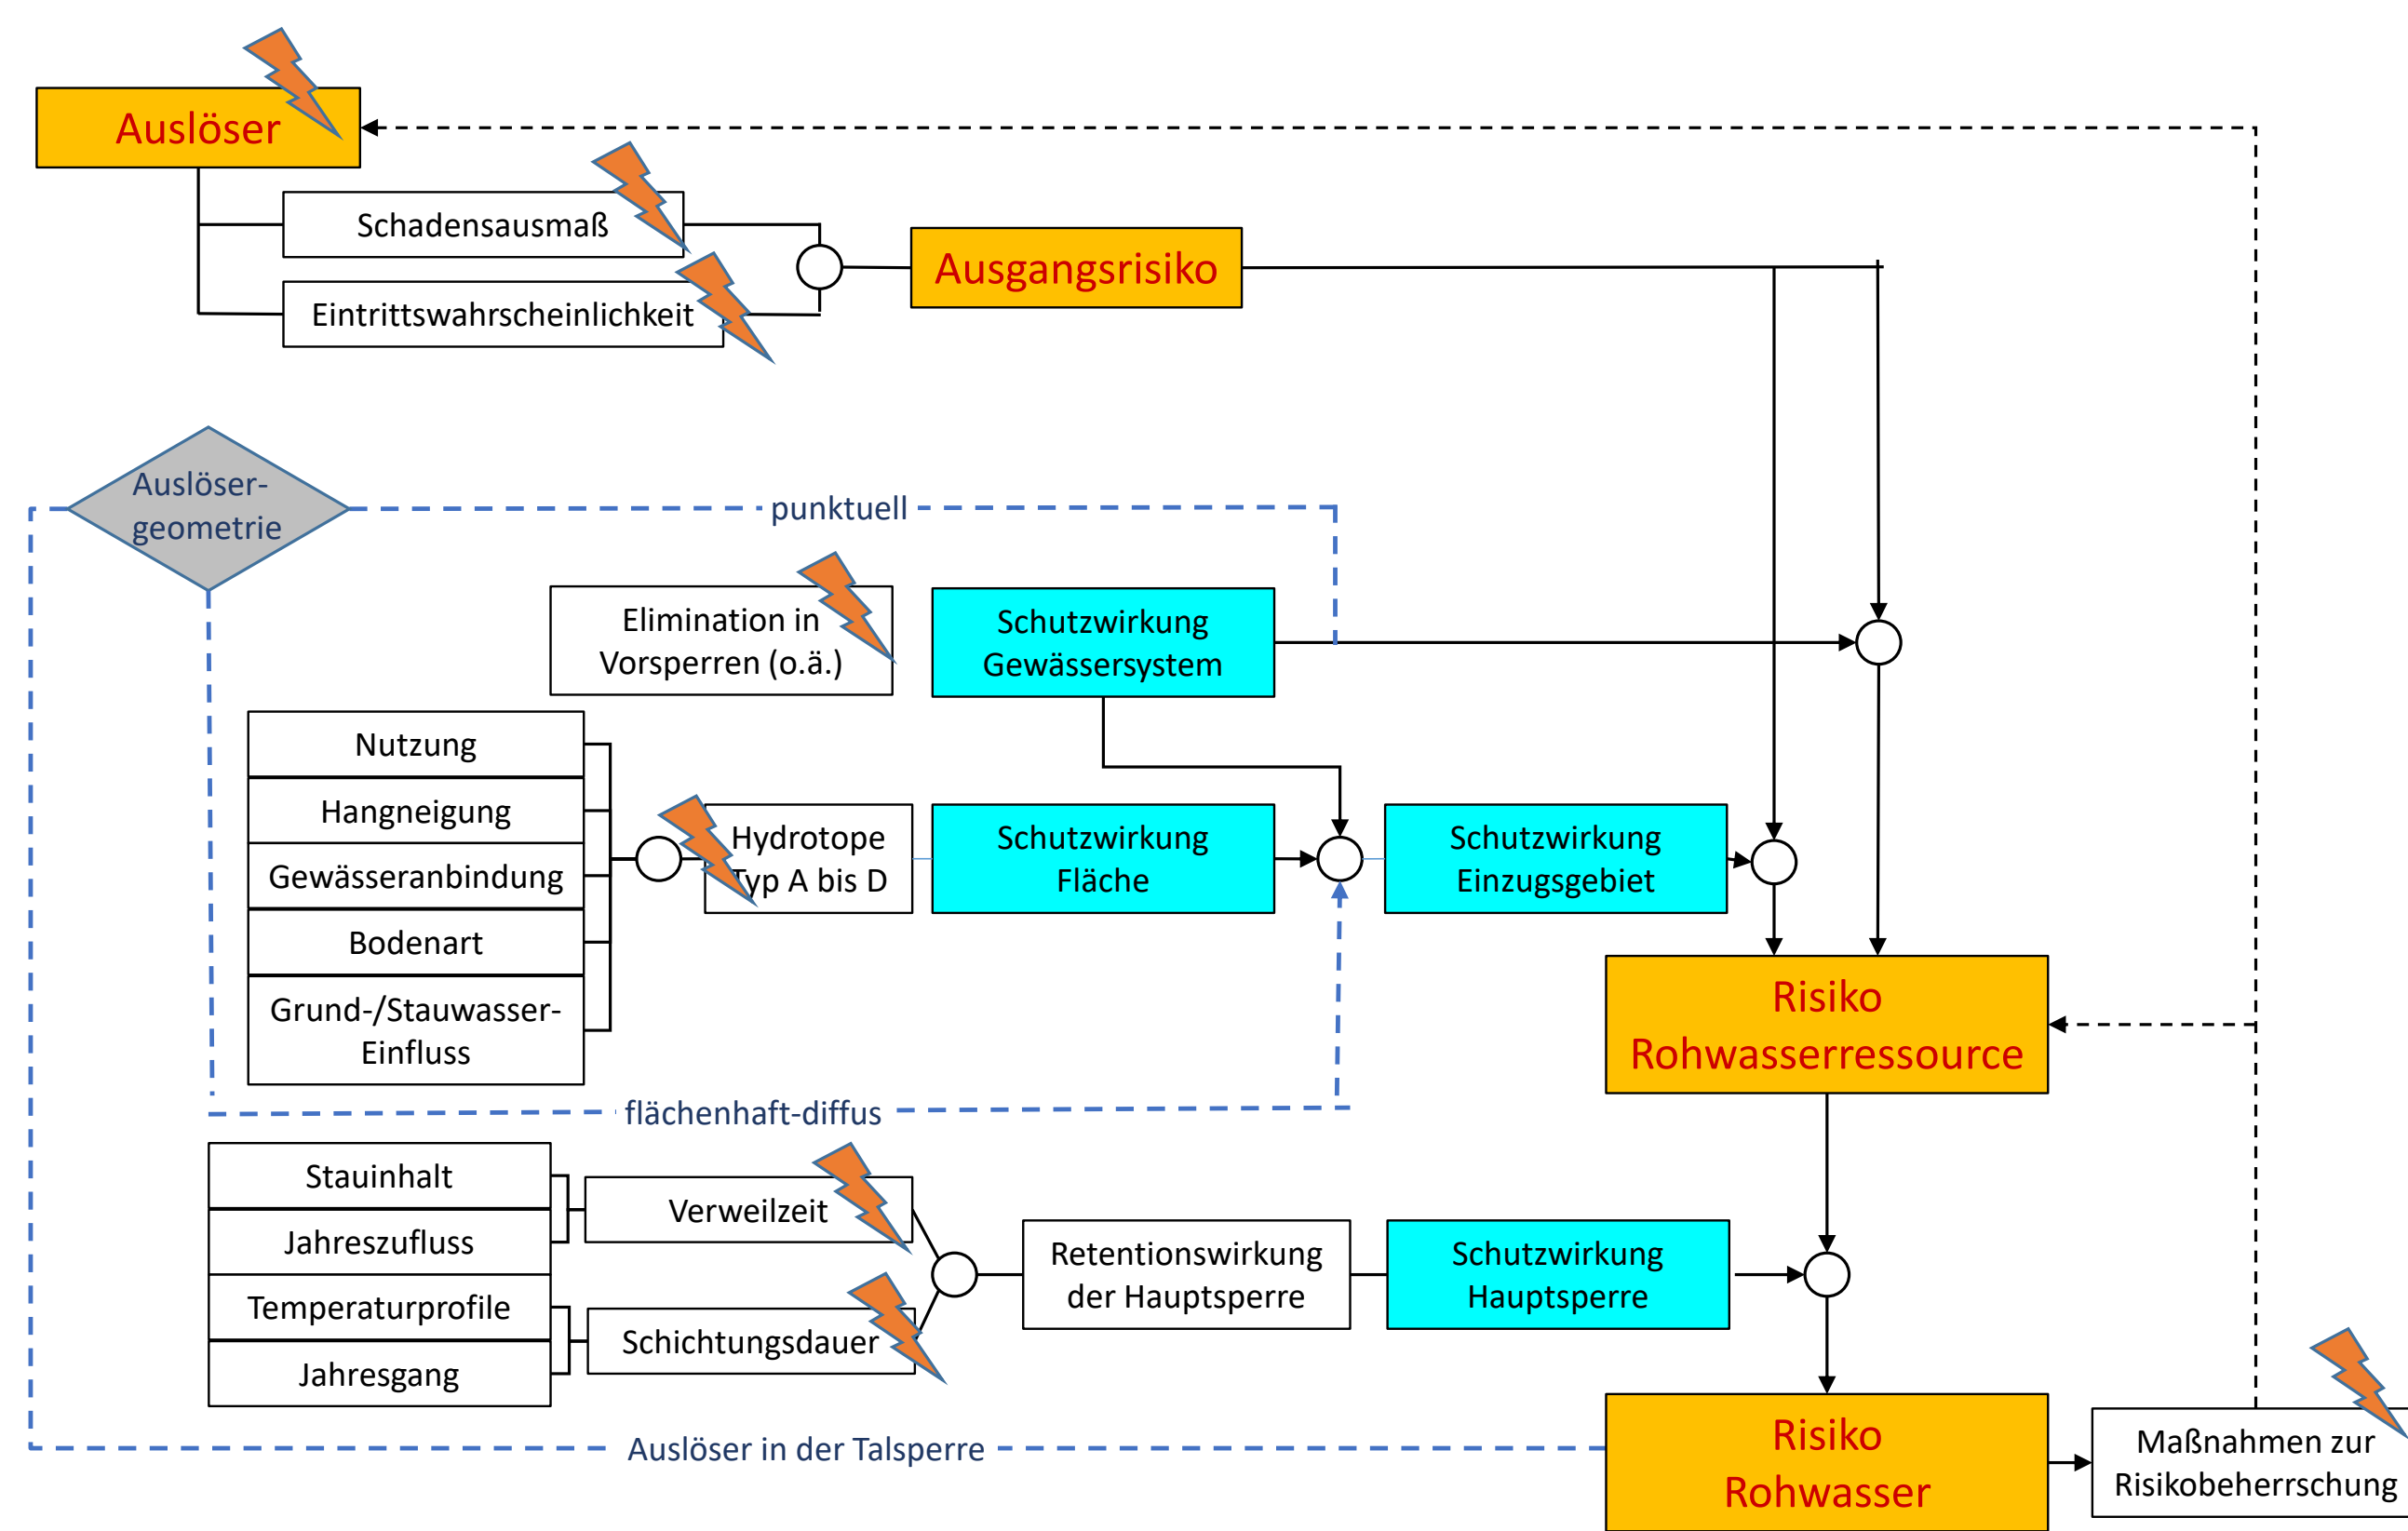 Auslöser
Schadensausmaß
Eintrittswahrscheinlichkeit
Ausgangsrisiko
Auslöser-
geometrie
punktuell
Elimination in
Vorsperren (o.ä.)
Schutzwirkung
Gewässersystem
Nutzung
Hangneigung
Gewässeranbindung
Bodenart
Grund-/Stauwasser-
Einfluss
Hydrotope
Typ A bis D
Schutzwirkung
Fläche
Schutzwirkung
Einzugsgebiet
Risiko
Rohwasserressource
flächenhaft-diffus
Stauinhalt
Jahreszufluss
Temperaturprofile
Jahresgang
Verweilzeit
Schichtungsdauer
Retentionswirkung
der Hauptsperre
Schutzwirkung
Hauptsperre
Auslöser in der Talsperre
Risiko
Rohwasser
Maßnahmen zur
Risikobeherrschung